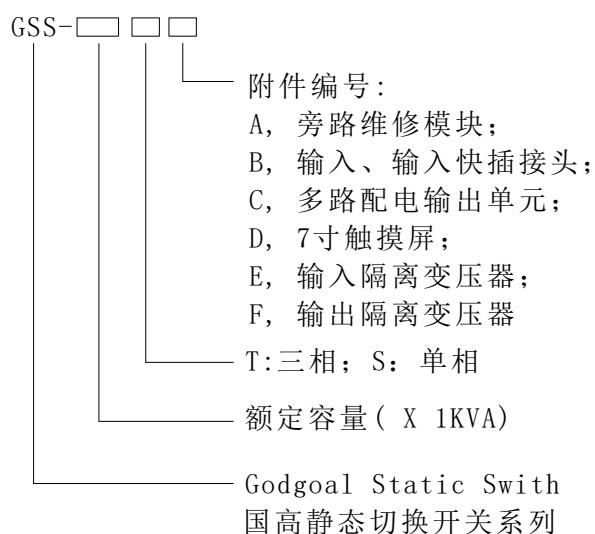 GSS-
附件编号:
A, 旁路维修模块;
B, 输入、输入快插接头;
C, 多路配电输出单元;
D, 7寸触摸屏;
E, 输入隔离变压器;
F, 输出隔离变压器
T:三相; S: 单相
额定容量( X 1KVA)
Godgoal Static Swith
国高静态切换开关系列